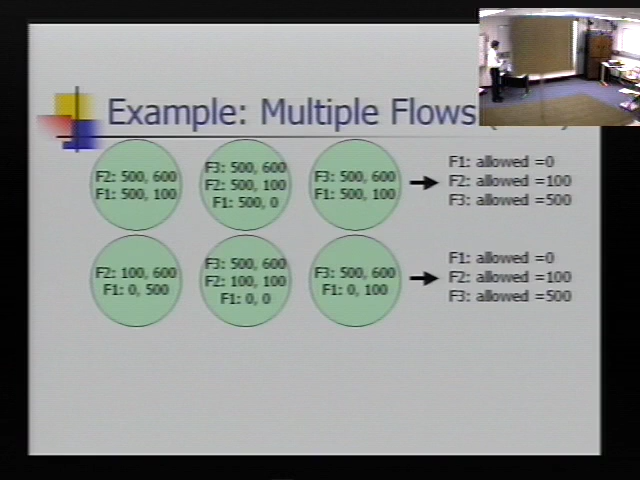 Example: Multiple Flows
F2: 500, 600
F1: 500, 100
F3: 500, 600
F2: 500, 100
F1: 500, 0
F3: 500, 600
F1: 500, 100
F1: allowed =0
F2: allowed =100
F3: allowed =500
F2: 100, 600
F1: 0, 500
F3: 500, 600
F2: 100, 100
F1: 0, 0
F3: 500, 600
F1: 0, 100
F1: allowed =0
F2: allowed =100
F3: allowed =500